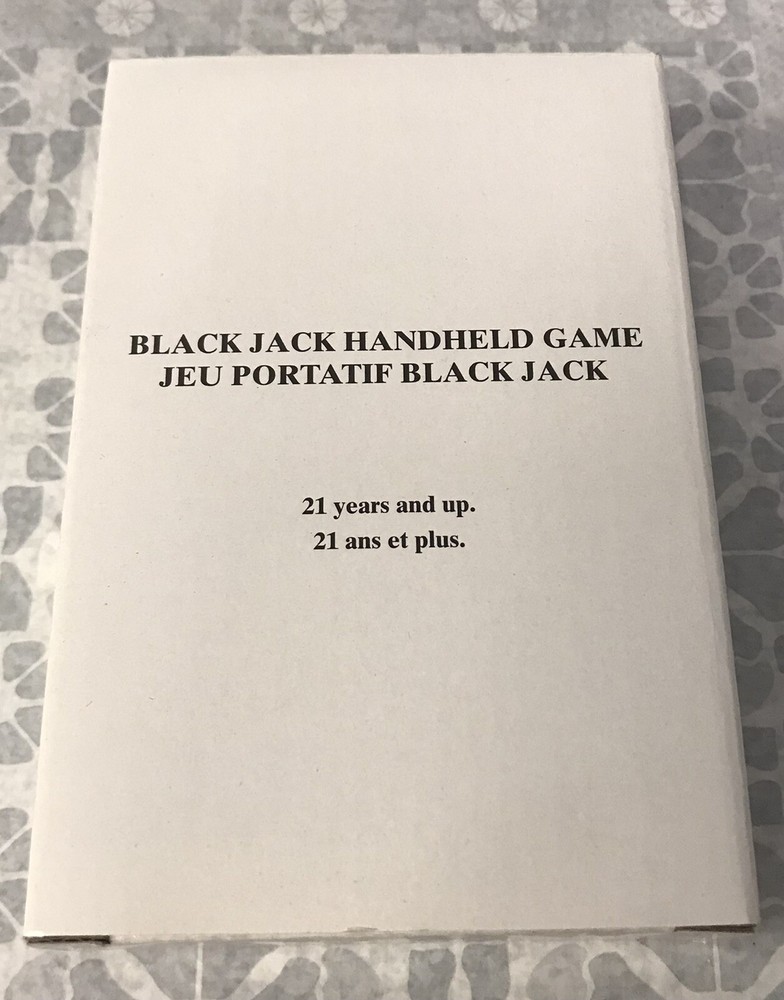 BLACK JACK HANDHELD GAME
JEU PORTATIF BLACK JACK
21 years and up.
21 ans et plus.